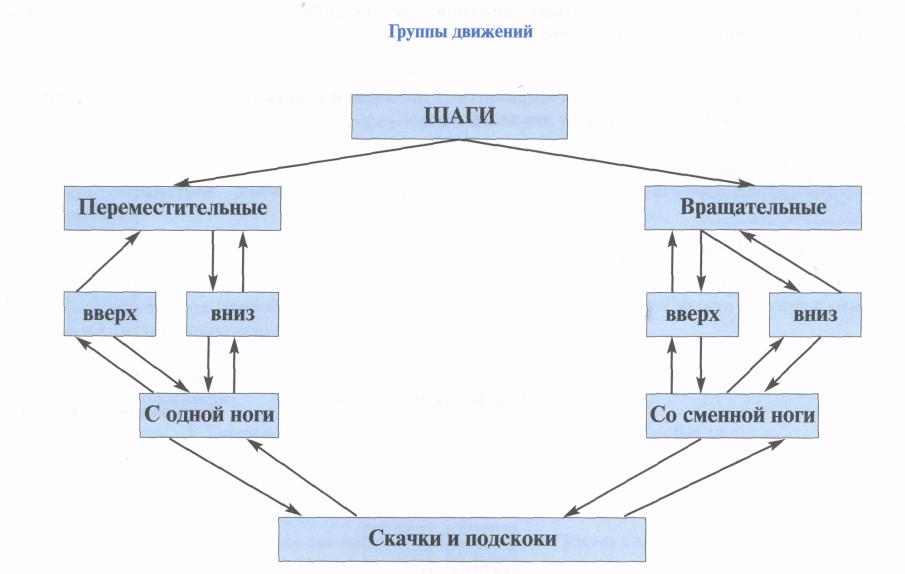 Группы движений
ШАГИ
Переместительные
Вращательные
вверх
вниз
вверх
вниз
С одной ноги
Со сменной ноги
Скачки и подскоки